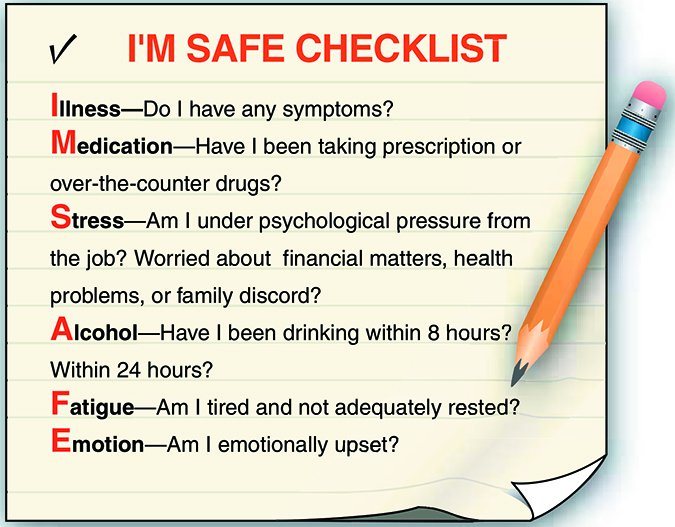 ✓ I'M SAFE CHECKLIST
Illness—Do I have any symptoms?
Medication—Have I been taking prescription or
over-the-counter drugs?
Stress—Am I under psychological pressure from
the job? Worried about  financial matters, health
problems, or family discord?
Alcohol—Have I been drinking within 8 hours?
Within 24 hours?
Fatigue—Am I tired and not adequately rested?
Emotion—Am I emotionally upset?